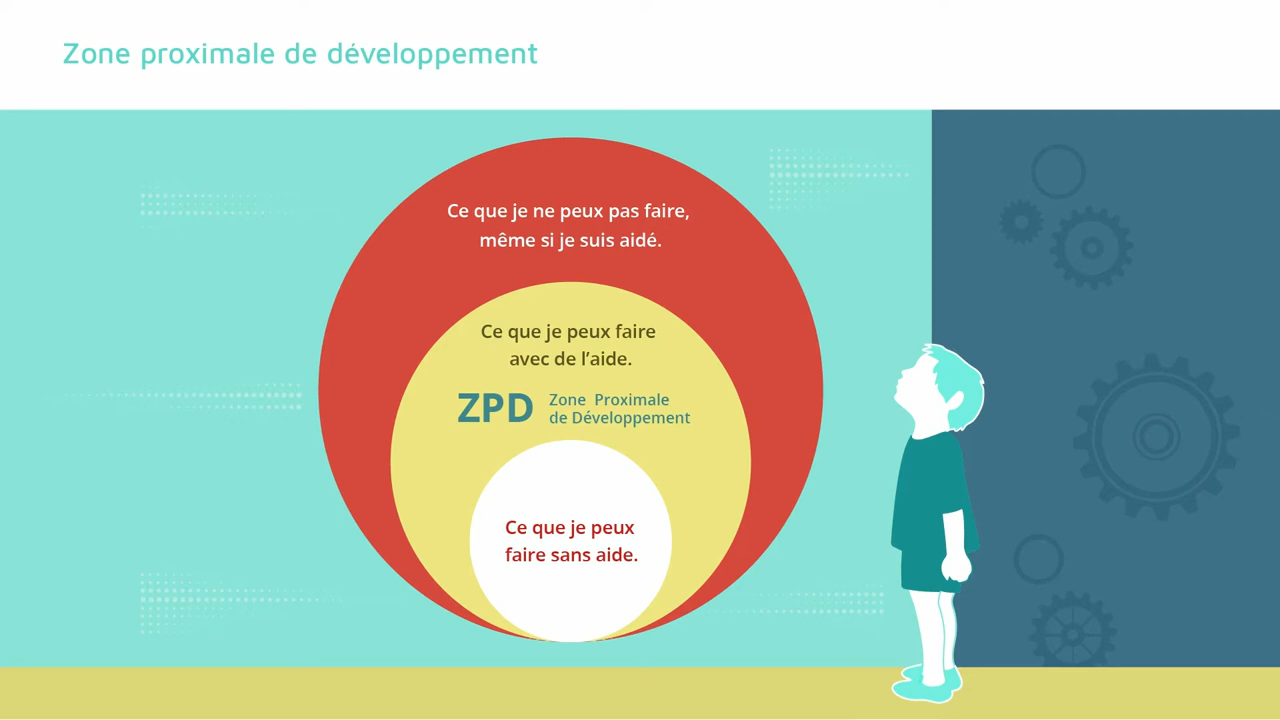 Zone proximale de développement
Ce que je ne peux pas faire,
même si je suis aidé.
Ce que je peux faire
avec de l’aide.
ZPD
Zone Proximale
de Développement
Ce que je peux
faire sans aide.